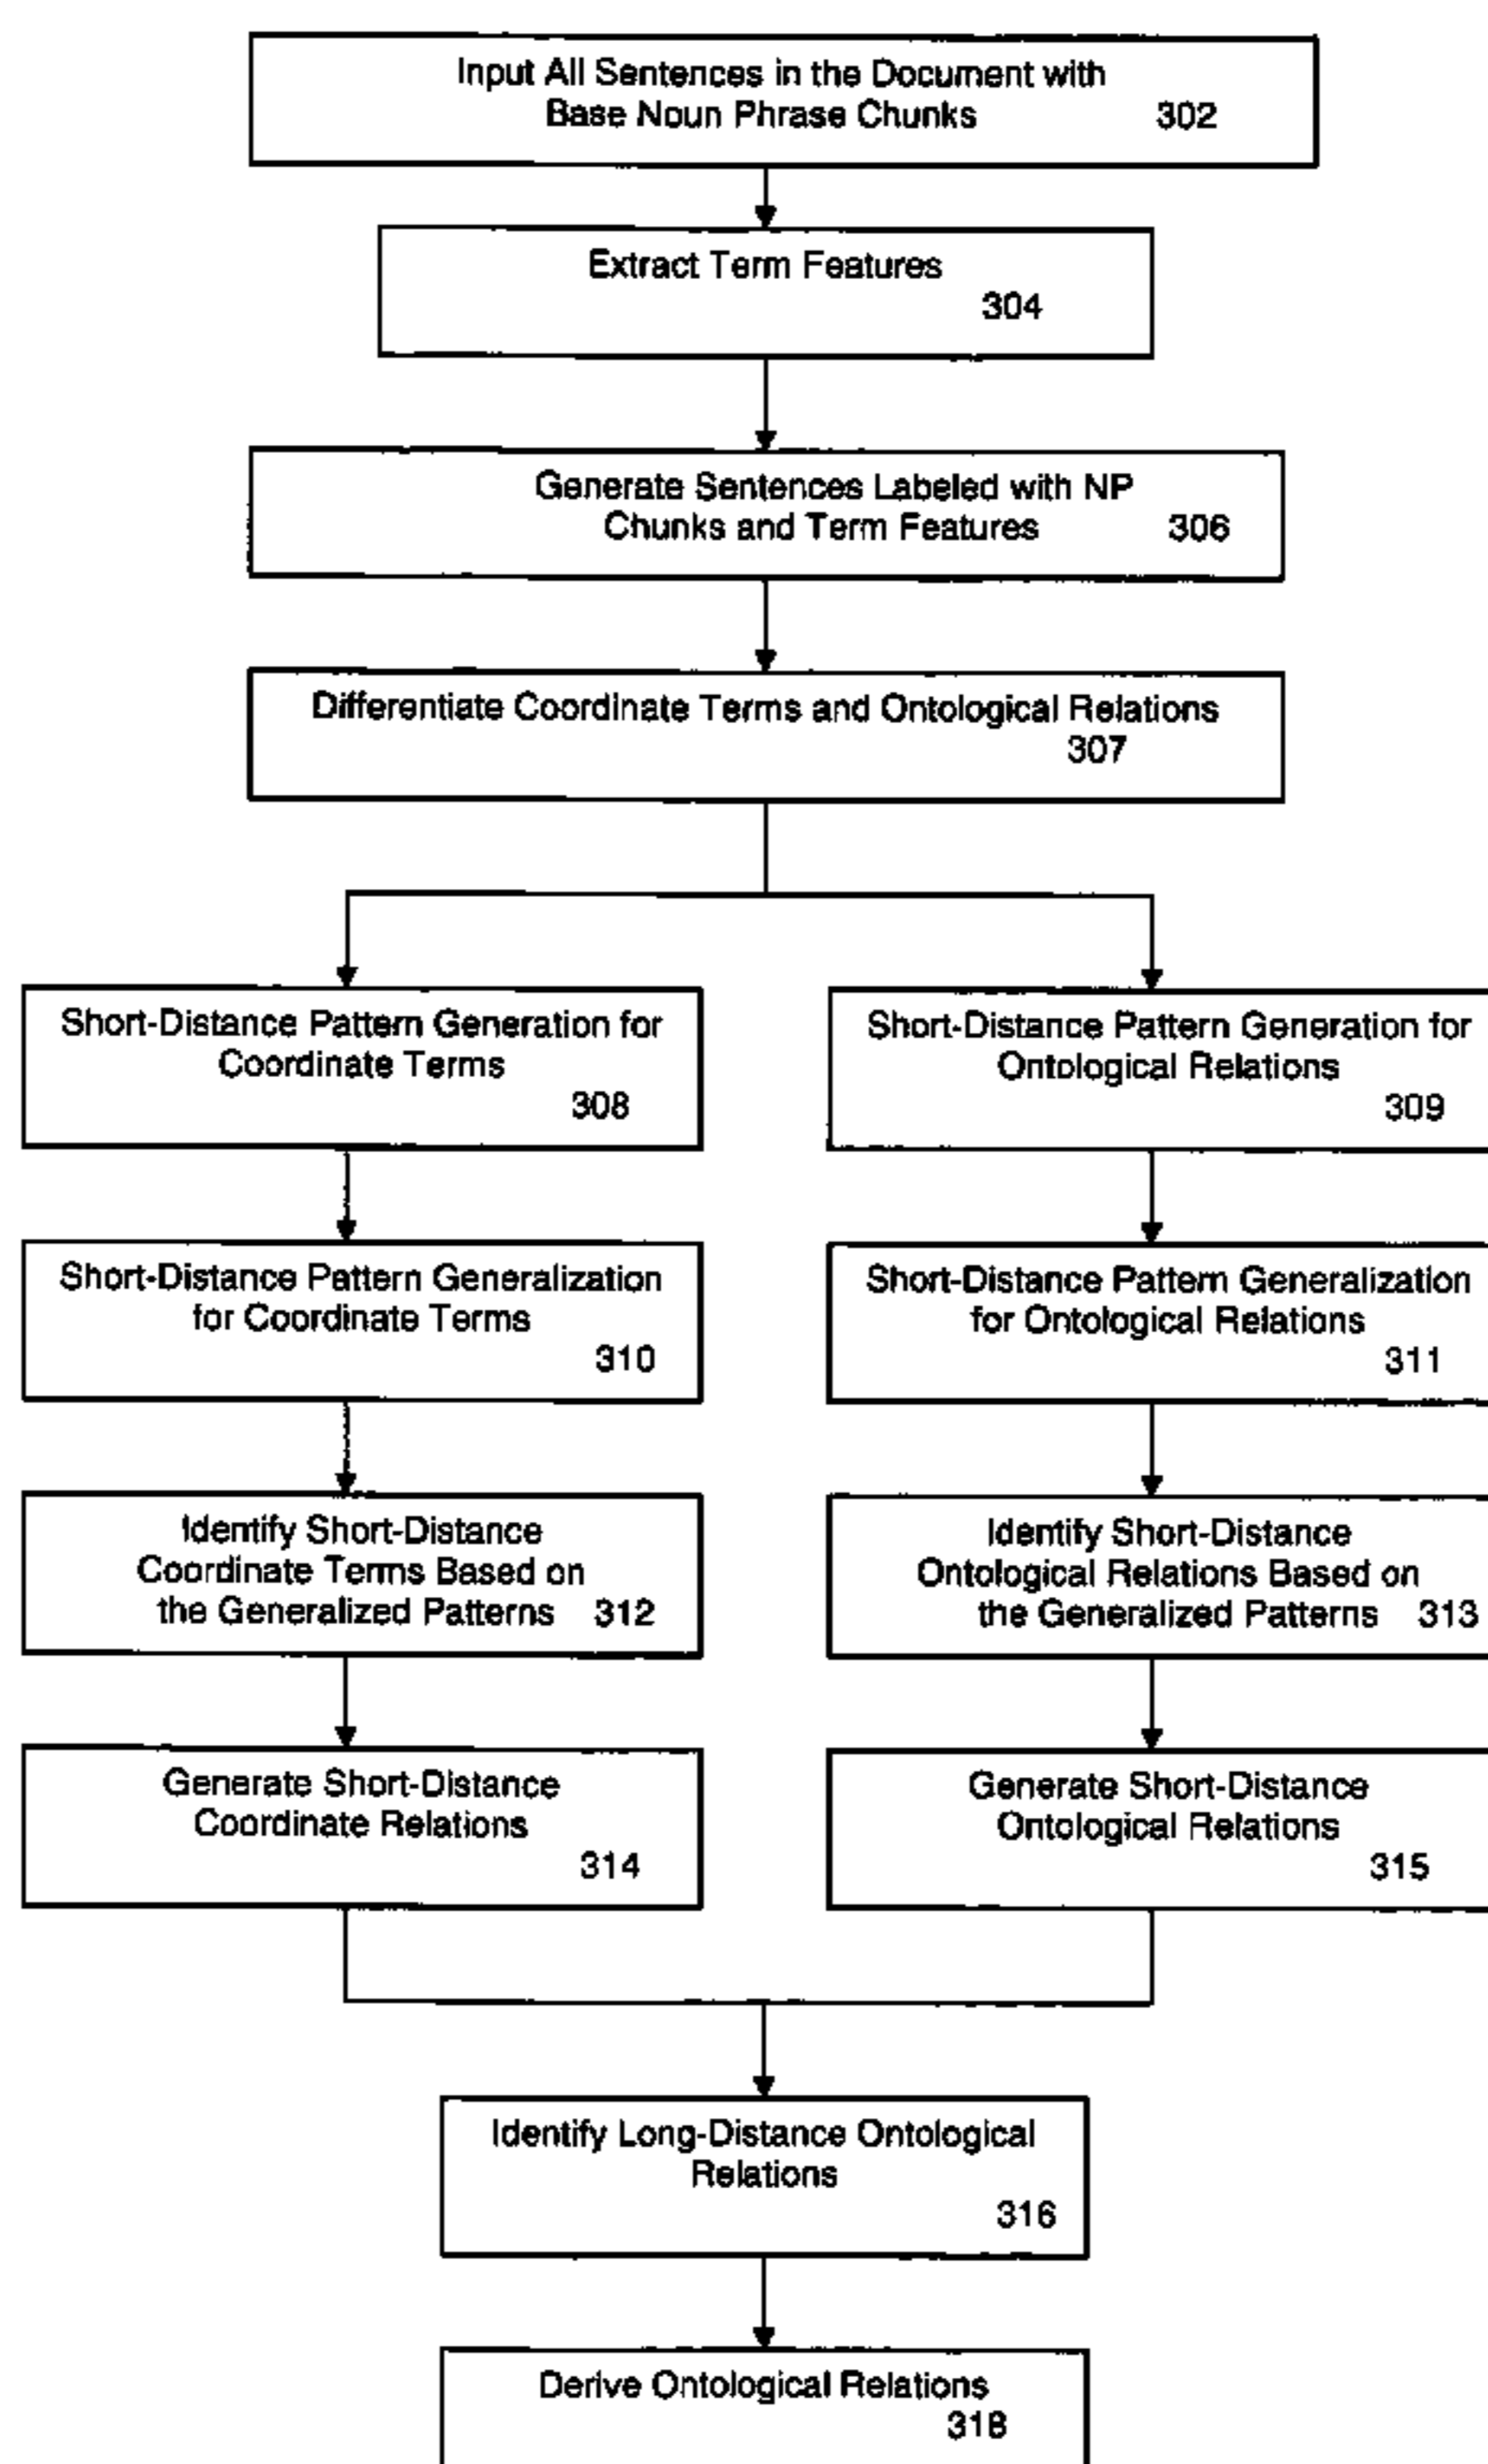 Input All Sentences in the Document with
Base Noun Phrase Chunks 302
Extract Term Features
304
Generate Sentences Labeled with NP
Chunks and Term Features 306
Differentiate Coordinate Terms and Ontological Relations
307
Short-Distance Pattern Generation for
Coordinate Terms
308
Short-Distance Pattern Generation for
Ontological Relations
309
Short-Distance Pattern Generalization
for Coordinate Terms
310
Short-Distance Pattern Generalization
for Ontological Relations
311
Identify Short-Distance
Coordinate Terms Based on
the Generalized Patterns 312
Identify Short-Distance
Ontological Relations Based on
the Generalized Patterns 313
Generate Short-Distance
Coordinate Relations
314
Generate Short-Distance
Ontological Relations
315
Identify Long-Distance Ontological
Relations
316
Derive Ontological Relations
318